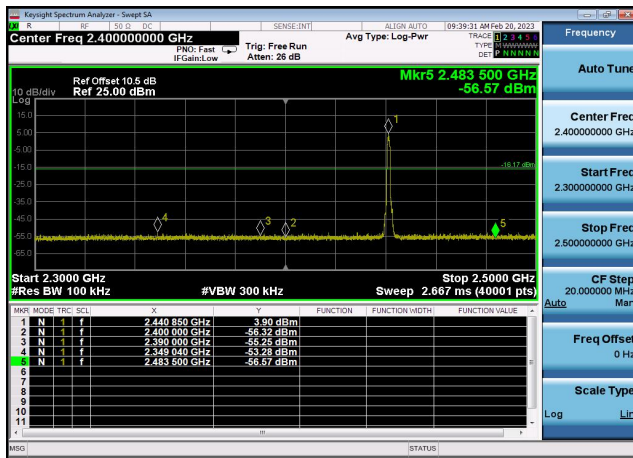 Keysight Spectrum Analyzer - Swept SA
R RF 50 Ω DC SENSE:INT ALIGN AUTO 09:39:31 AM Feb 20, 2023
Center Freq 2.400000000 GHz
PNO: Fast
IFGain:Low
Trig: Free Run
Atten: 26 dB
Avg Type: Log-Pwr
TRACE 1 2 3 4 5 6
TYPE M W W W W W
DET P N N N N N
Ref Offset 10.5 dB
Ref 25.00 dBm
Mkr5 2.483 500 GHz
-56.57 dBm
10 dB/div
Log
15.0
5.00
-5.00
-15.0
-25.0
-35.0
-45.0
-55.0
-65.0
1
-16.17 dBm
4
3
2
5
Start 2.3000 GHz Stop 2.5000 GHz
#Res BW 100 kHz #VBW 300 kHz Sweep 2.667 ms (40001 pts)
MKR MODE TRC SCL X Y FUNCTION FUNCTION WIDTH FUNCTION VALUE
1 N 1 f 2.440 850 GHz 3.90 dBm
2 N 1 f 2.400 000 GHz -56.32 dBm
3 N 1 f 2.390 000 GHz -55.25 dBm
4 N 1 f 2.349 040 GHz -53.28 dBm
5 N 1 f 2.483 500 GHz -56.57 dBm
6
7
8
9
10
11
MSG STATUS
Frequency
Auto Tune
Center Freq
2.400000000 GHz
Start Freq
2.300000000 GHz
Stop Freq
2.500000000 GHz
CF Step
20.000000 MHz
Auto Man
Freq Offset
0 Hz
Scale Type
Log Lin